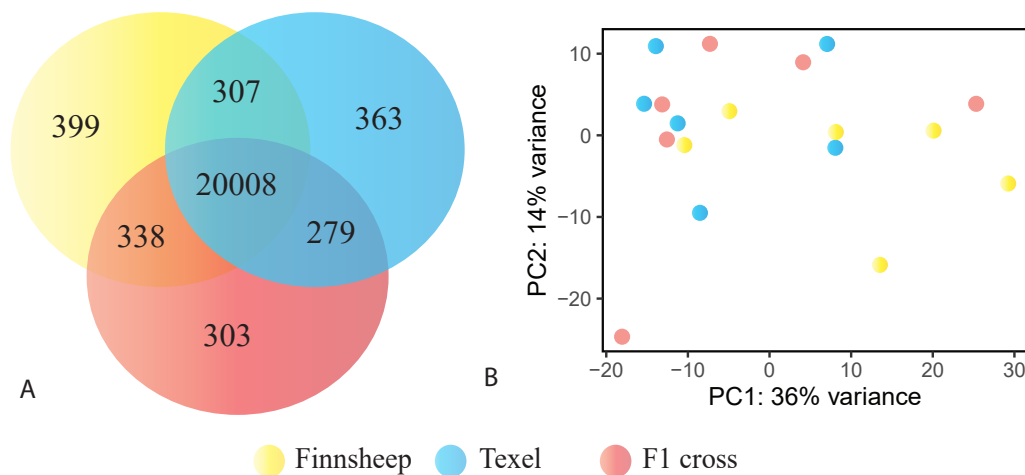 399
307
363
20008
338
279
303
A
B
PC2: 14% variance
10
0
−10
−20
−20 −10 0 10 20 30
PC1: 36% variance
Finnsheep Texel F1 cross